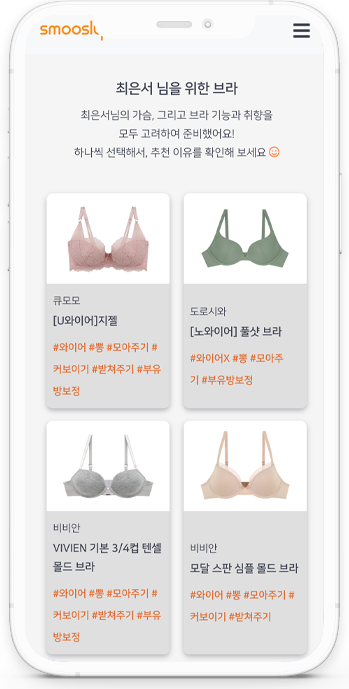 smoosly
최은서 님을 위한 브라
최은서님의 가슴, 그리고 브라 기능과 취향을
모두 고려하여 준비했어요!
하나씩 선택해서, 추천 이유를 확인해 보세요
큐모모
[U와이어]지젤
#와이어 #뽕 #모아주기 #
커보이기 #받쳐주기 #부유
방보정
도로시와
[노와이어] 풀샷 브라
#와이어X #뽕 #모아주
기 #부유방보정
비비안
VIVIEN 기본 3/4컵 텐셀
몰드 브라
#와이어 #뽕 #모아주기 #
커보이기 #받쳐주기 #부유
방보정
비비안
모달 스판 심플 몰드 브라
#와이어 #뽕 #모아주기 #
커보이기 #받쳐주기